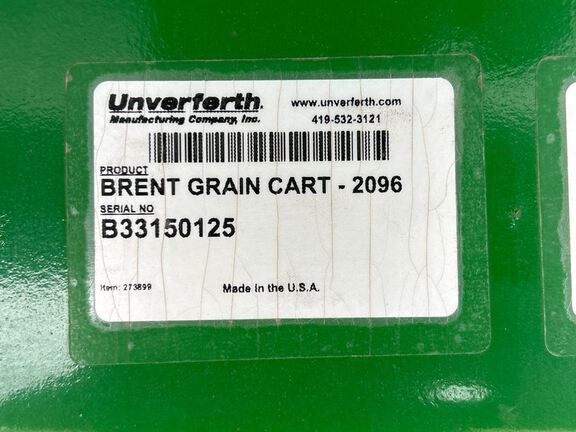 Unverferth. www.unverferth.com
Manufacturing Company, Inc. 419-532-3121
PRODUCT
BRENT GRAIN CART - 2096
SERIAL NO
B33150125
Item: 273899 Made in the U.S.A.